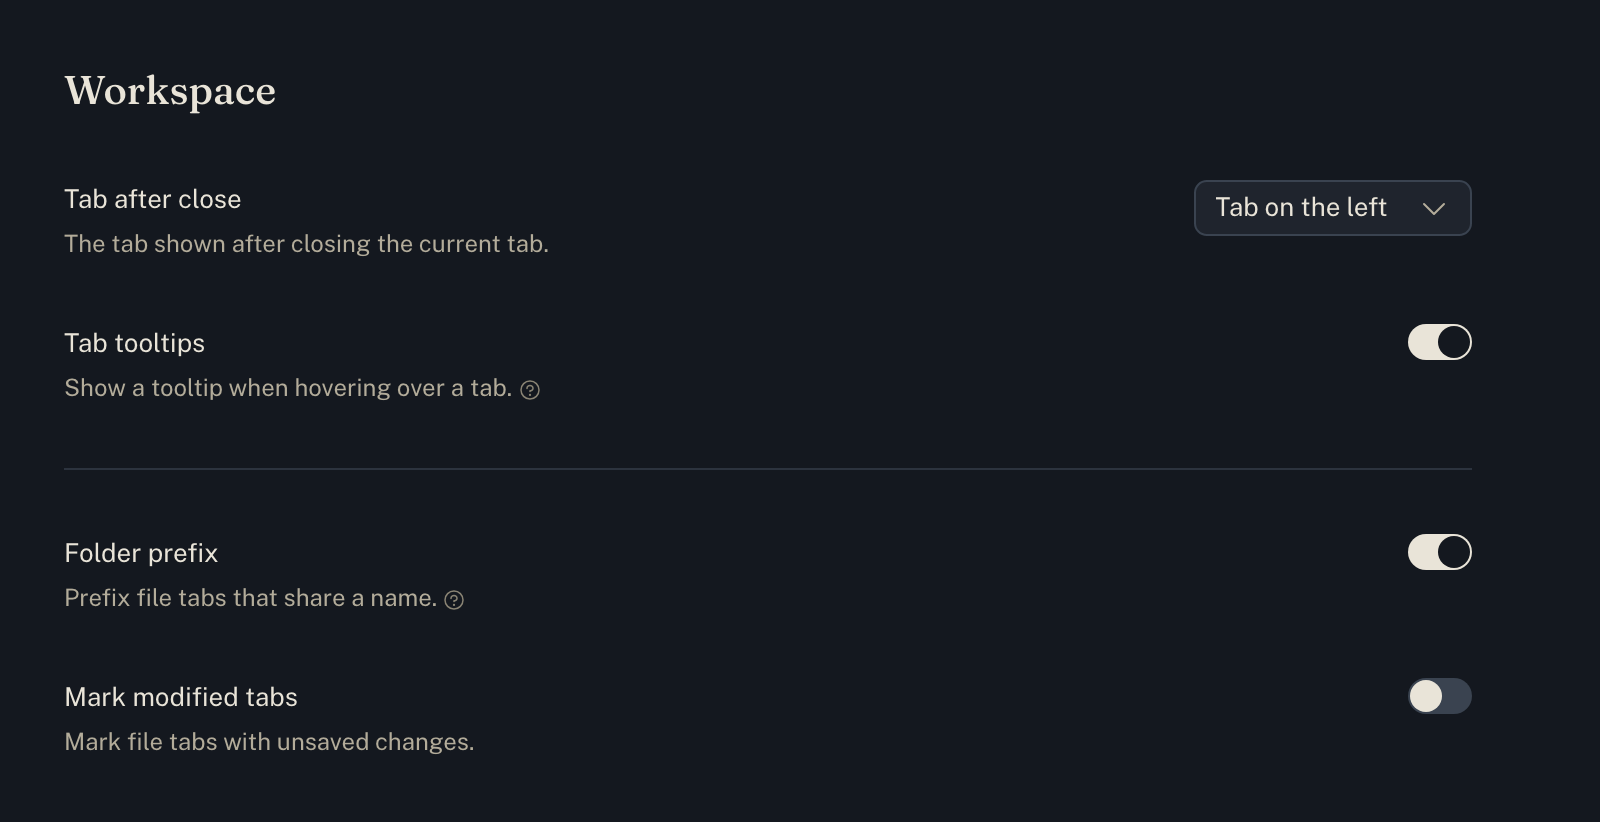 Workspace
Tab after close
Tab on the left
The tab shown after closing the current tab.
Tab tooltips
Show a tooltip when hovering over a tab.
Folder prefix
Prefix file tabs that share a name.
Mark modified tabs
Mark file tabs with unsaved changes.